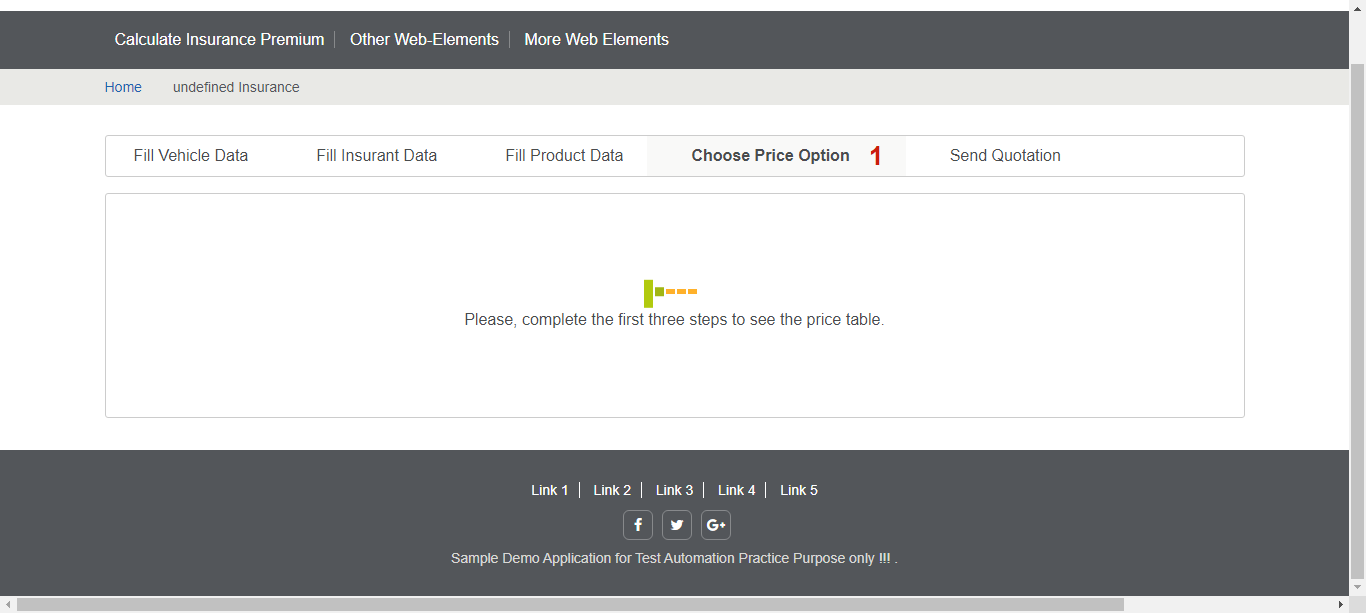 Calculate Insurance Premium Other Web-Elements More Web Elements
Home undefined Insurance
Fill Vehicle Data Fill Insurant Data Fill Product Data Choose Price Option 1 Send Quotation
Please, complete the first three steps to see the price table.
Link 1 Link 2 Link 3 Link 4 Link 5
f G+
Sample Demo Application for Test Automation Practice Purpose only !!! .